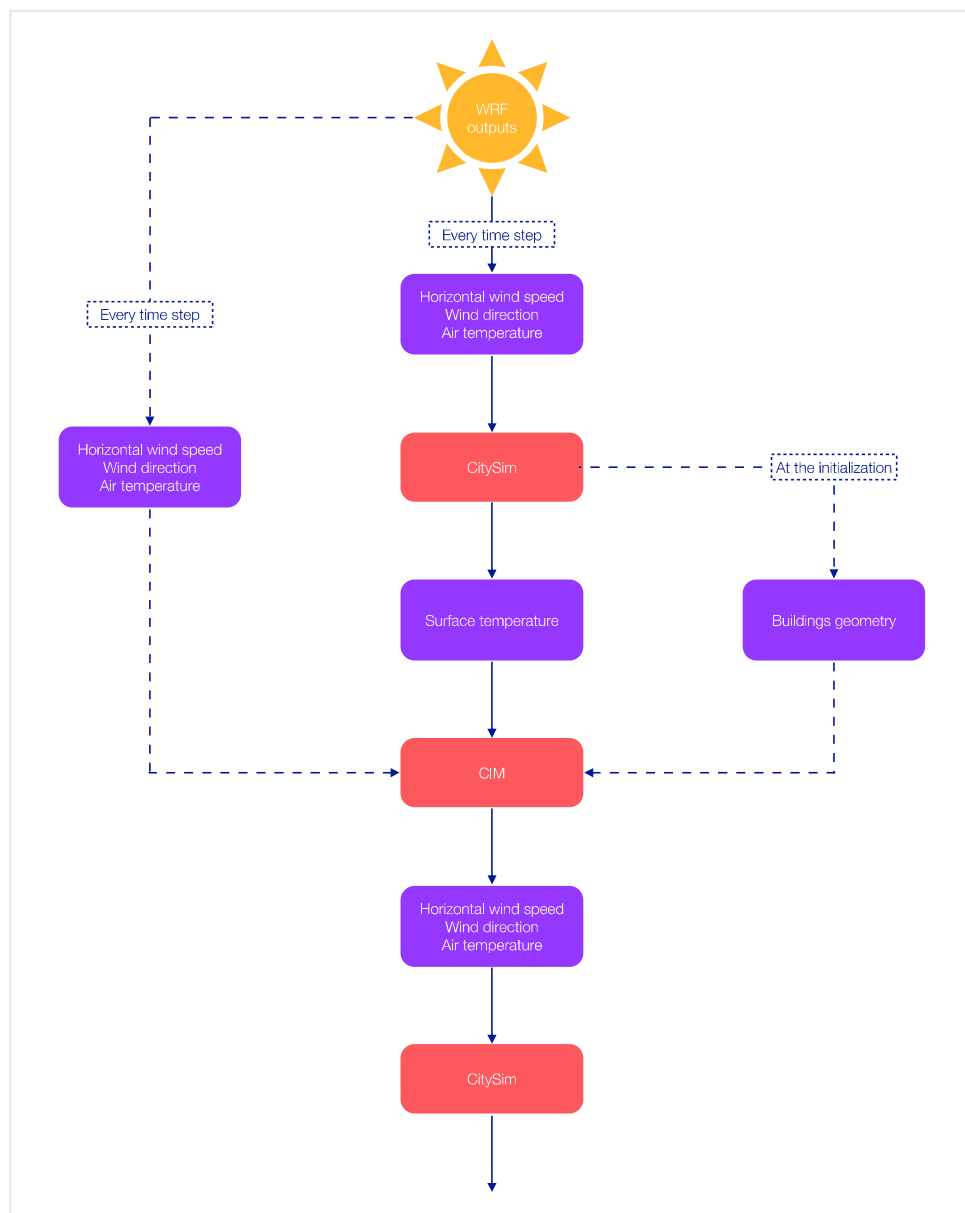 WRF
outputs
Every time step
Horizontal wind speed
Wind direction
Air temperature
Every time step
Horizontal wind speed
Wind direction
Air temperature
CitySim
At the initialization
Surface temperature
Buildings geometry
CIM
Horizontal wind speed
Wind direction
Air temperature
CitySim